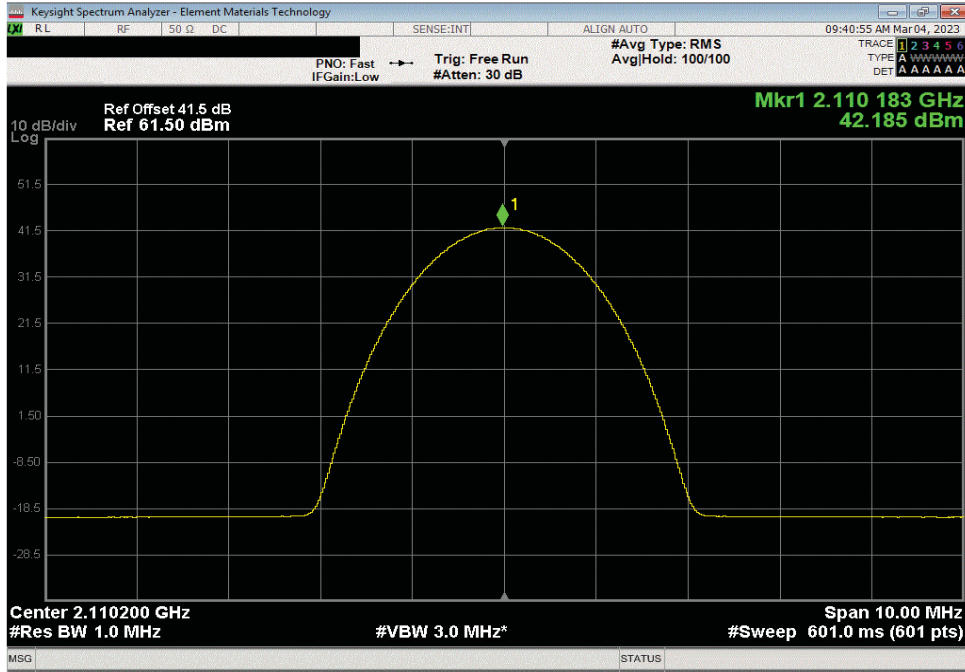 Keysight Spectrum Analyzer - Element Materials Technology
LXI RL RF 50 Ω DC SENSE:INT ALIGN AUTO 09:40:55 AM Mar 04, 2023
PNO: Fast
IFGain:Low
Trig: Free Run
#Atten: 30 dB
#Avg Type: RMS
Avg|Hold: 100/100
TRACE 1 2 3 4 5 6
TYPE A WWWWW
DET A A A A A A
Mkr1 2.110 183 GHz
42.185 dBm
Ref Offset 41.5 dB
10 dB/div Ref 61.50 dBm
Log
51.5
1
41.5
31.5
21.5
11.5
1.50
-8.50
-18.5
-28.5
Center 2.110200 GHz Span 10.00 MHz
#Res BW 1.0 MHz #VBW 3.0 MHz* #Sweep 601.0 ms (601 pts)
MSG STATUS